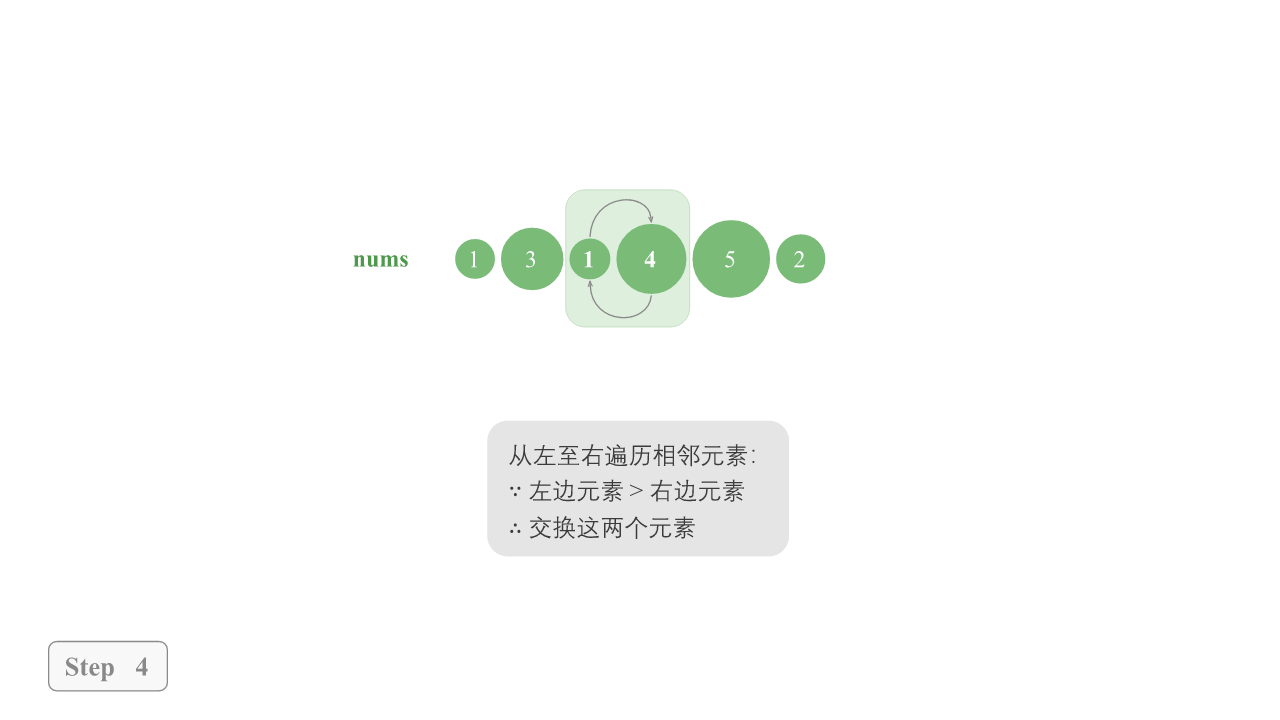 nums 1 3 1 4 5 2
从左至右遍历相邻元素:
∵ 左边元素 > 右边元素
∴ 交换这两个元素
Step 4